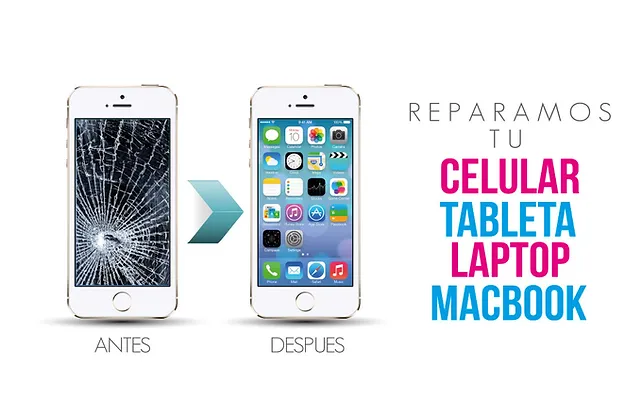 REPARAMOS
TU
CELULAR
TABLETA
LAPTOP
MACBOOK
ANTES
DESPUES